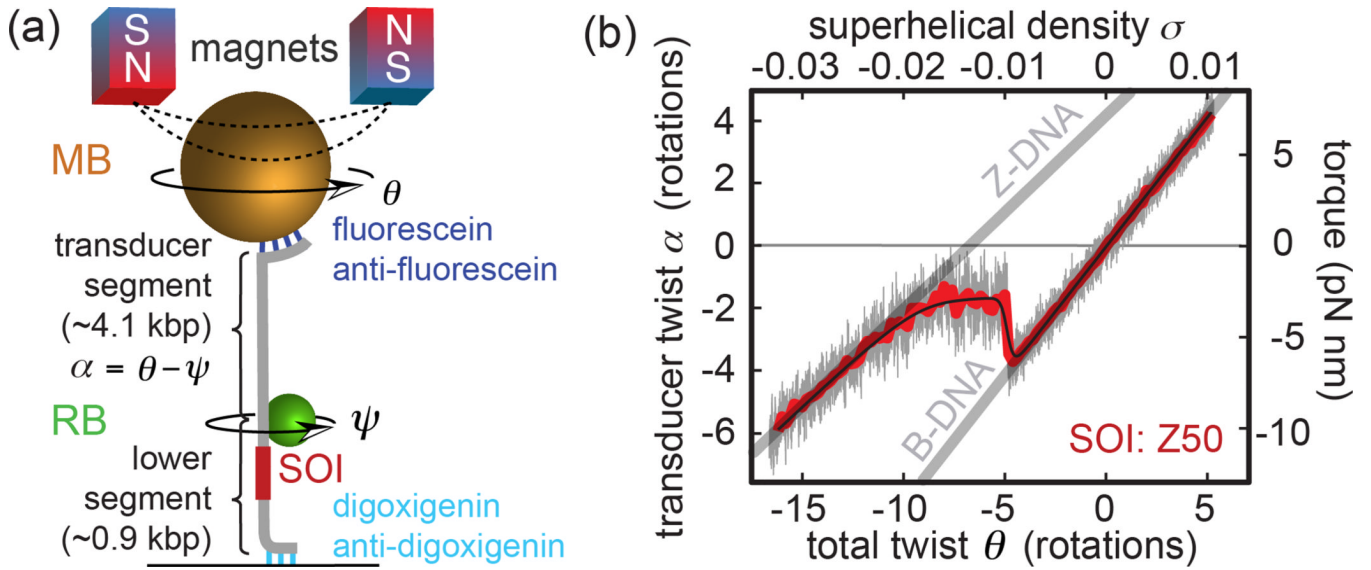 (a)
S
N
magnets
N
S
MB
θ
transducer
segment
(~4.1 kbp)
α = θ-ψ
fluorescein
anti-fluorescein
RB
ψ
SOI
lower
segment
(~0.9 kbp)
digoxigenin
anti-digoxigenin
(b)
superhelical density σ
-0.03 -0.02 -0.01 0 0.01
transducer twist α (rotations)
4
2
0
-2
-4
-6
Z-DNA
B-DNA
SOI: Z50
5
0
-5
-10
torque (pN nm)
-15 -10 -5 0 5
total twist θ (rotations)